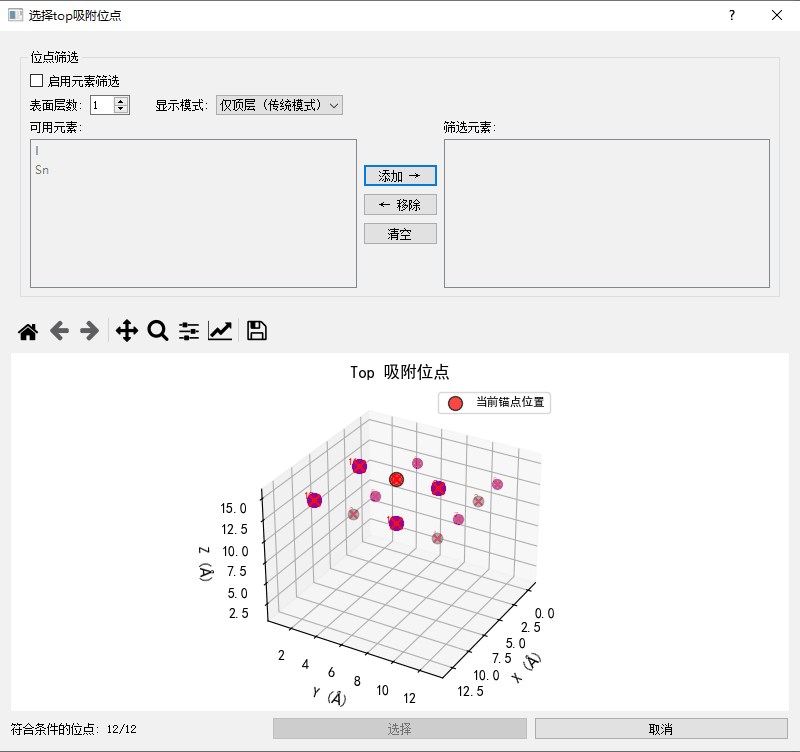 选择top吸附位点
?
位点筛选
启用元素筛选
表面层数: 1 显示模式: 仅顶层（传统模式）
可用元素: 筛选元素:
I
Sn
添加 →
← 移除
清空
Top 吸附位点
当前锚点位置
15.0
12.5
10.0
7.5
5.0
2.5
Z (Å)
2
4
6
8
10
12
Y (Å)
0.0
2.5
5.0
7.5
10.0
12.5
X (Å)
符合条件的位点: 12/12 选择 取消